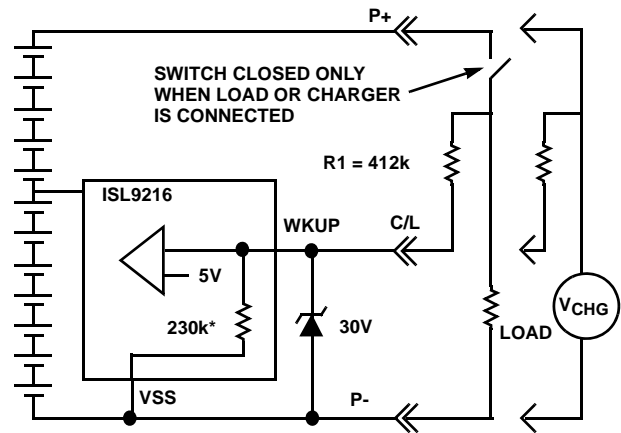 P+
SWITCH CLOSED ONLY
WHEN LOAD OR CHARGER
IS CONNECTED
R1 = 412k
ISL9216
WKUP
C/L
5V
230k*
30V
LOAD
VCHG
VSS
P-